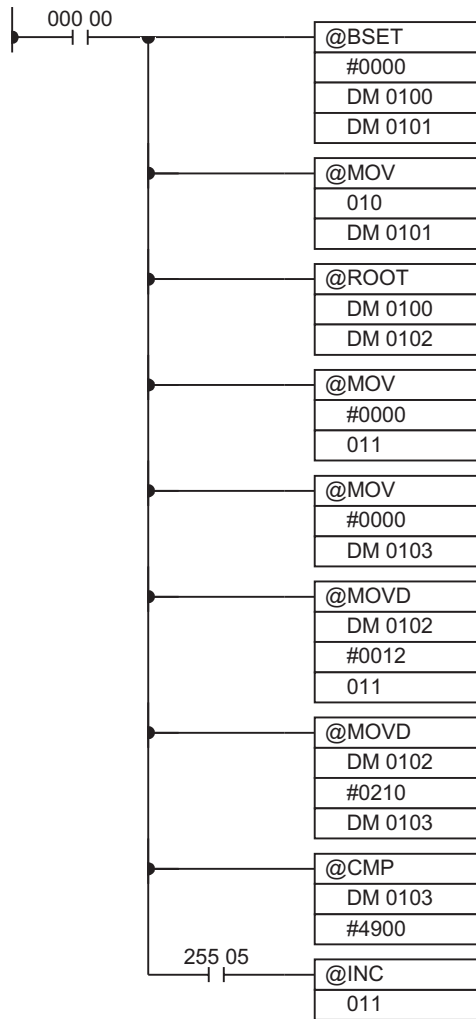 000 00
@BSET
#0000
DM 0100
DM 0101
@MOV
010
DM 0101
@ROOT
DM 0100
DM 0102
@MOV
#0000
011
@MOV
#0000
DM 0103
@MOVD
DM 0102
#0012
011
@MOVD
DM 0102
#0210
DM 0103
@CMP
DM 0103
#4900
255 05
@INC
011